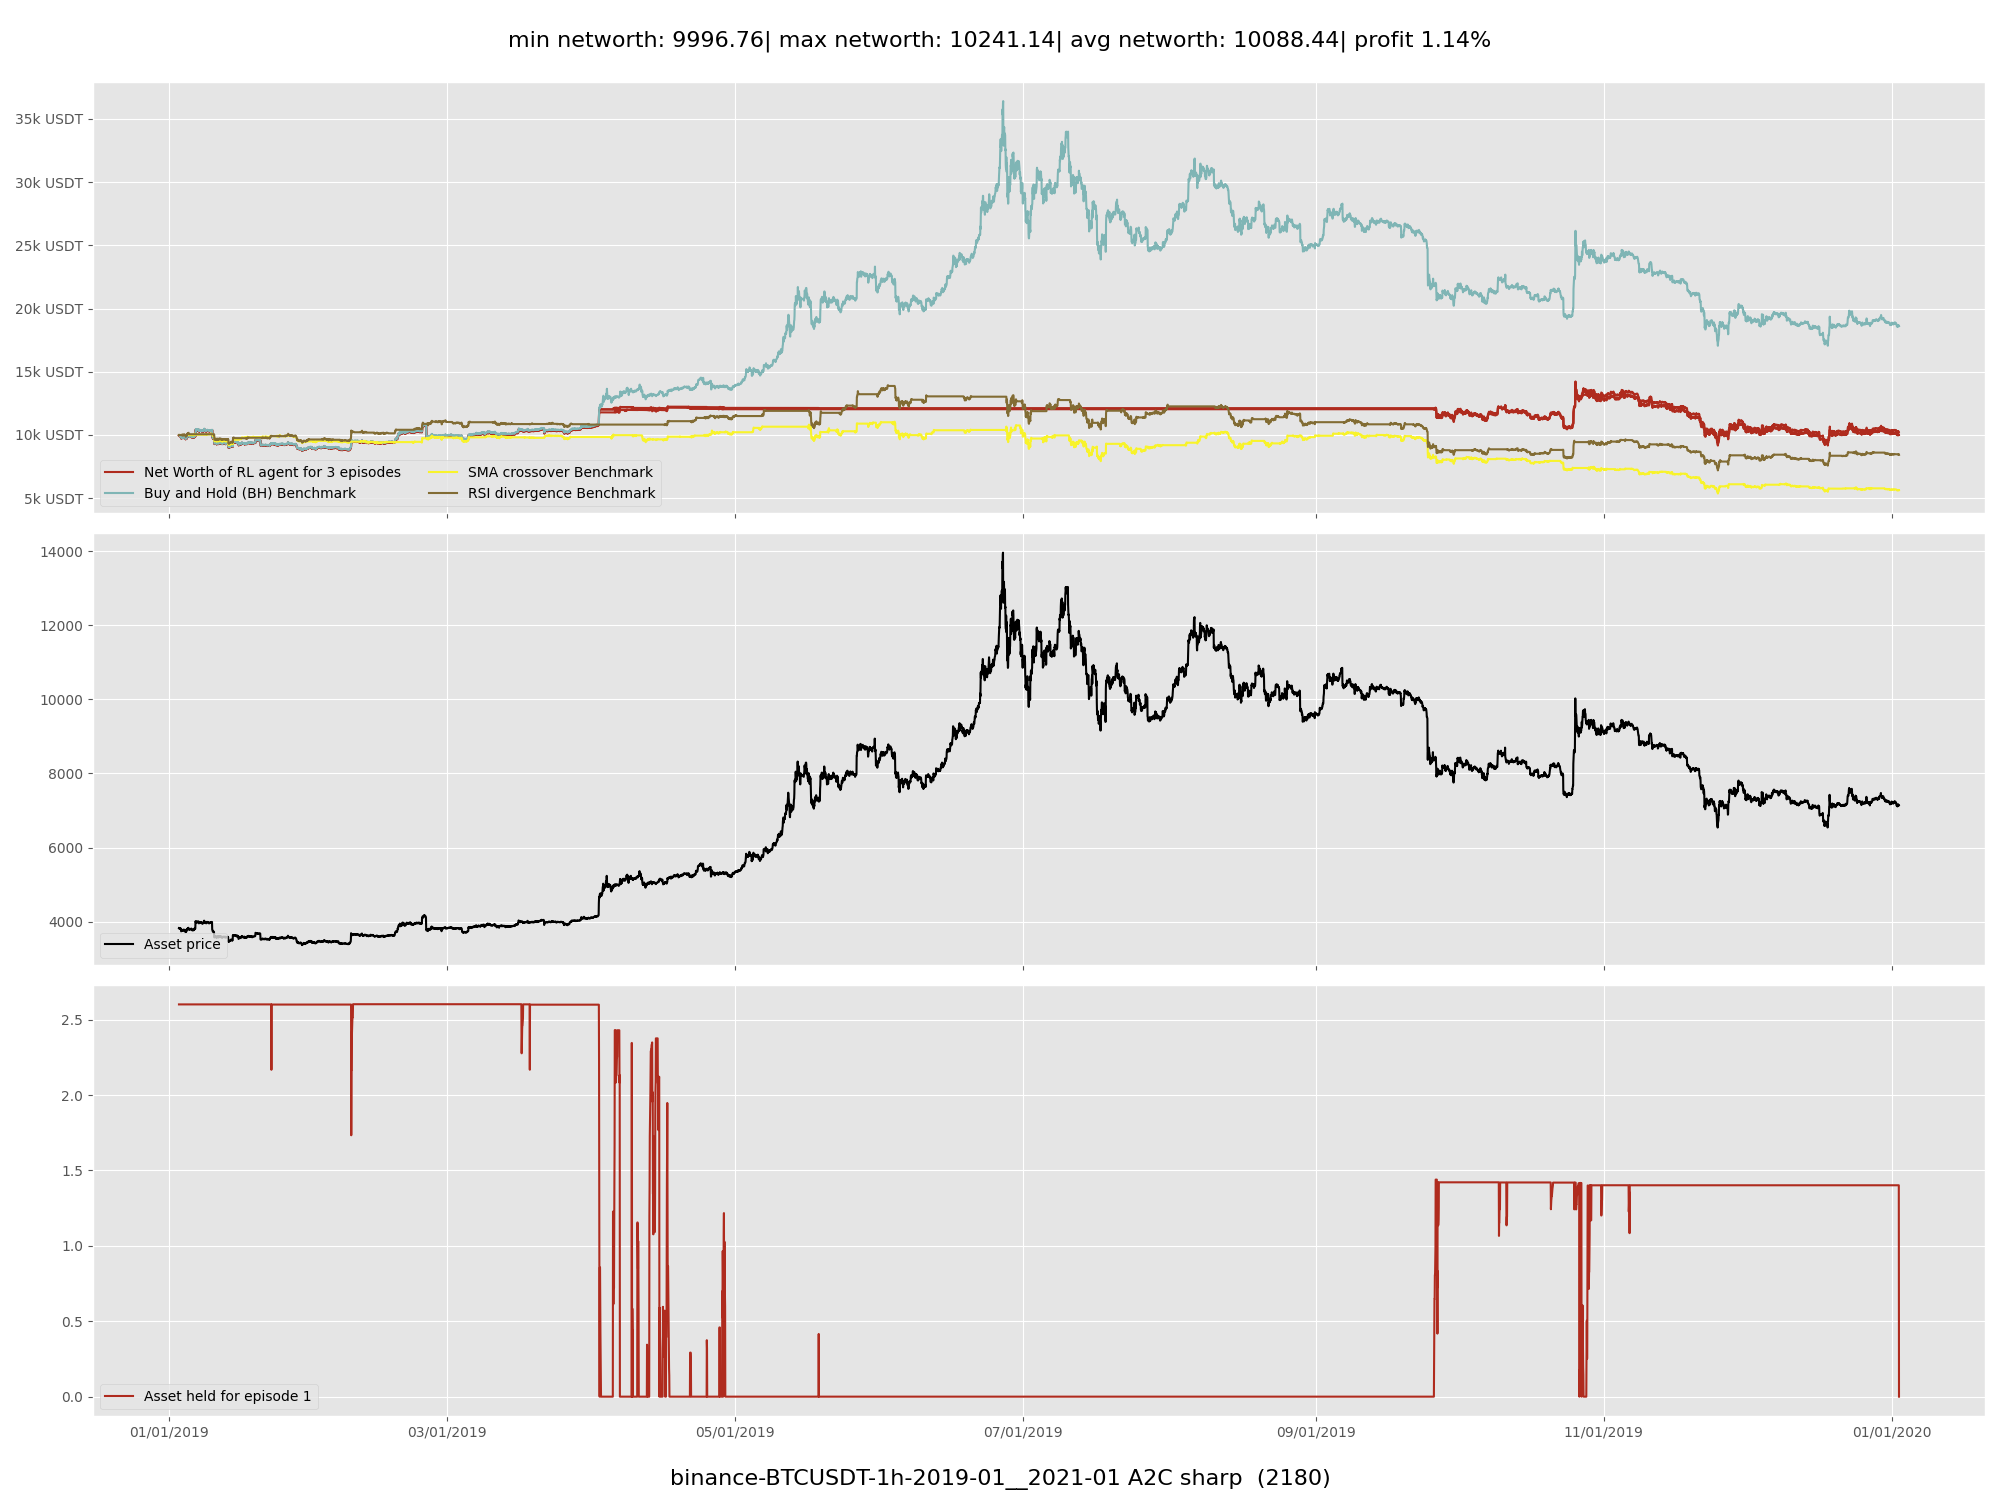 min networth: 9996.76| max networth: 10241.14| avg networth: 10088.44| profit 1.14%
35k USDT
30k USDT
25k USDT
20k USDT
15k USDT
10k USDT
5k USDT
Net Worth of RL agent for 3 episodes
Buy and Hold (BH) Benchmark
SMA crossover Benchmark
RSI divergence Benchmark
14000
12000
10000
8000
6000
4000
Asset price
2.5
2.0
1.5
1.0
0.5
0.0
Asset held for episode 1
01/01/2019 03/01/2019 05/01/2019 07/01/2019 09/01/2019 11/01/2019 01/01/2020
binance-BTCUSDT-1h-2019-01__2021-01 A2C sharp (2180)